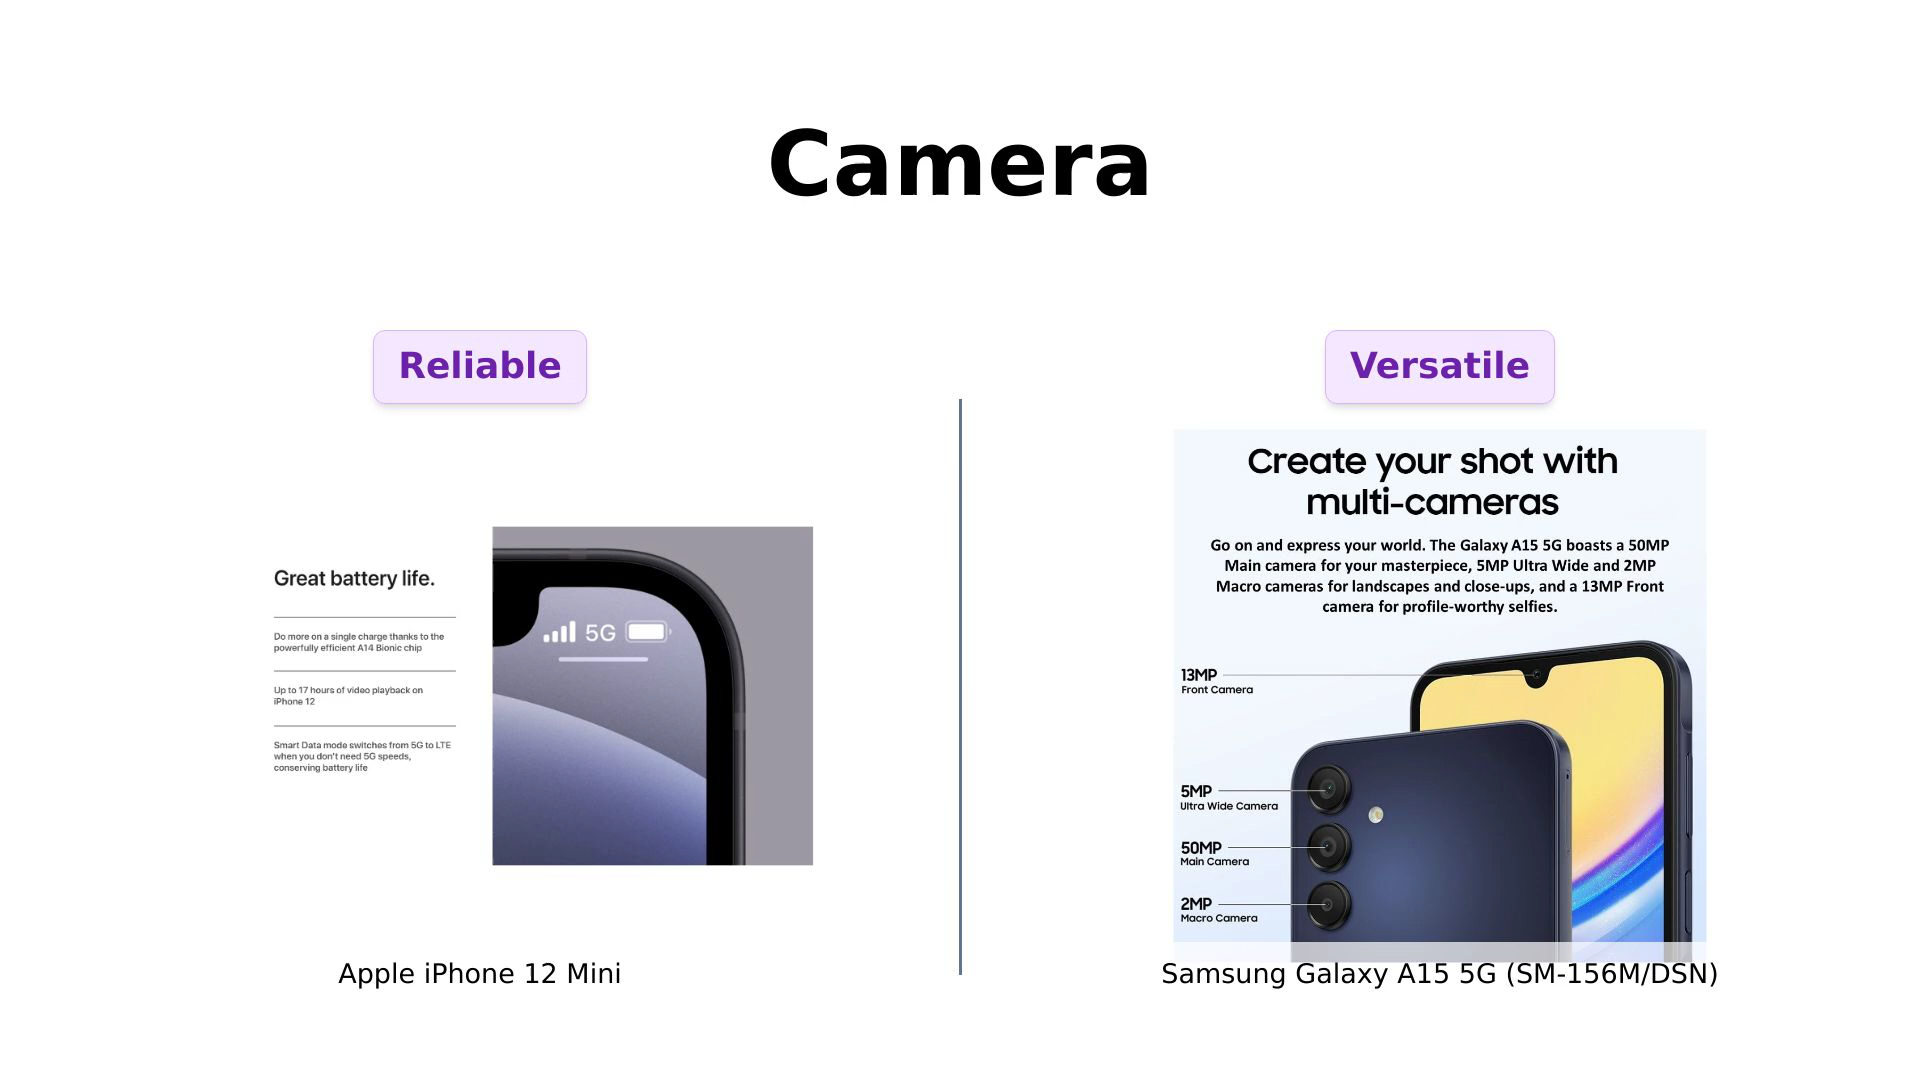 Camera
Reliable
Great battery life.
Do more on a single charge thanks to the
powerfully efficient A14 Bionic chip
Up to 17 hours of video playback on
iPhone 12
Smart Data mode switches from 5G to LTE
when you don't need 5G speeds,
conserving battery life
5G
Apple iPhone 12 Mini
Versatile
Create your shot with
multi-cameras
Go on and express your world. The Galaxy A15 5G boasts a 50MP
Main camera for your masterpiece, 5MP Ultra Wide and 2MP
Macro cameras for landscapes and close-ups, and a 13MP Front
camera for profile-worthy selfies.
13MP
Front Camera
5MP
Ultra Wide Camera
50MP
Main Camera
2MP
Macro Camera
Samsung Galaxy A15 5G (SM-156M/DSN)